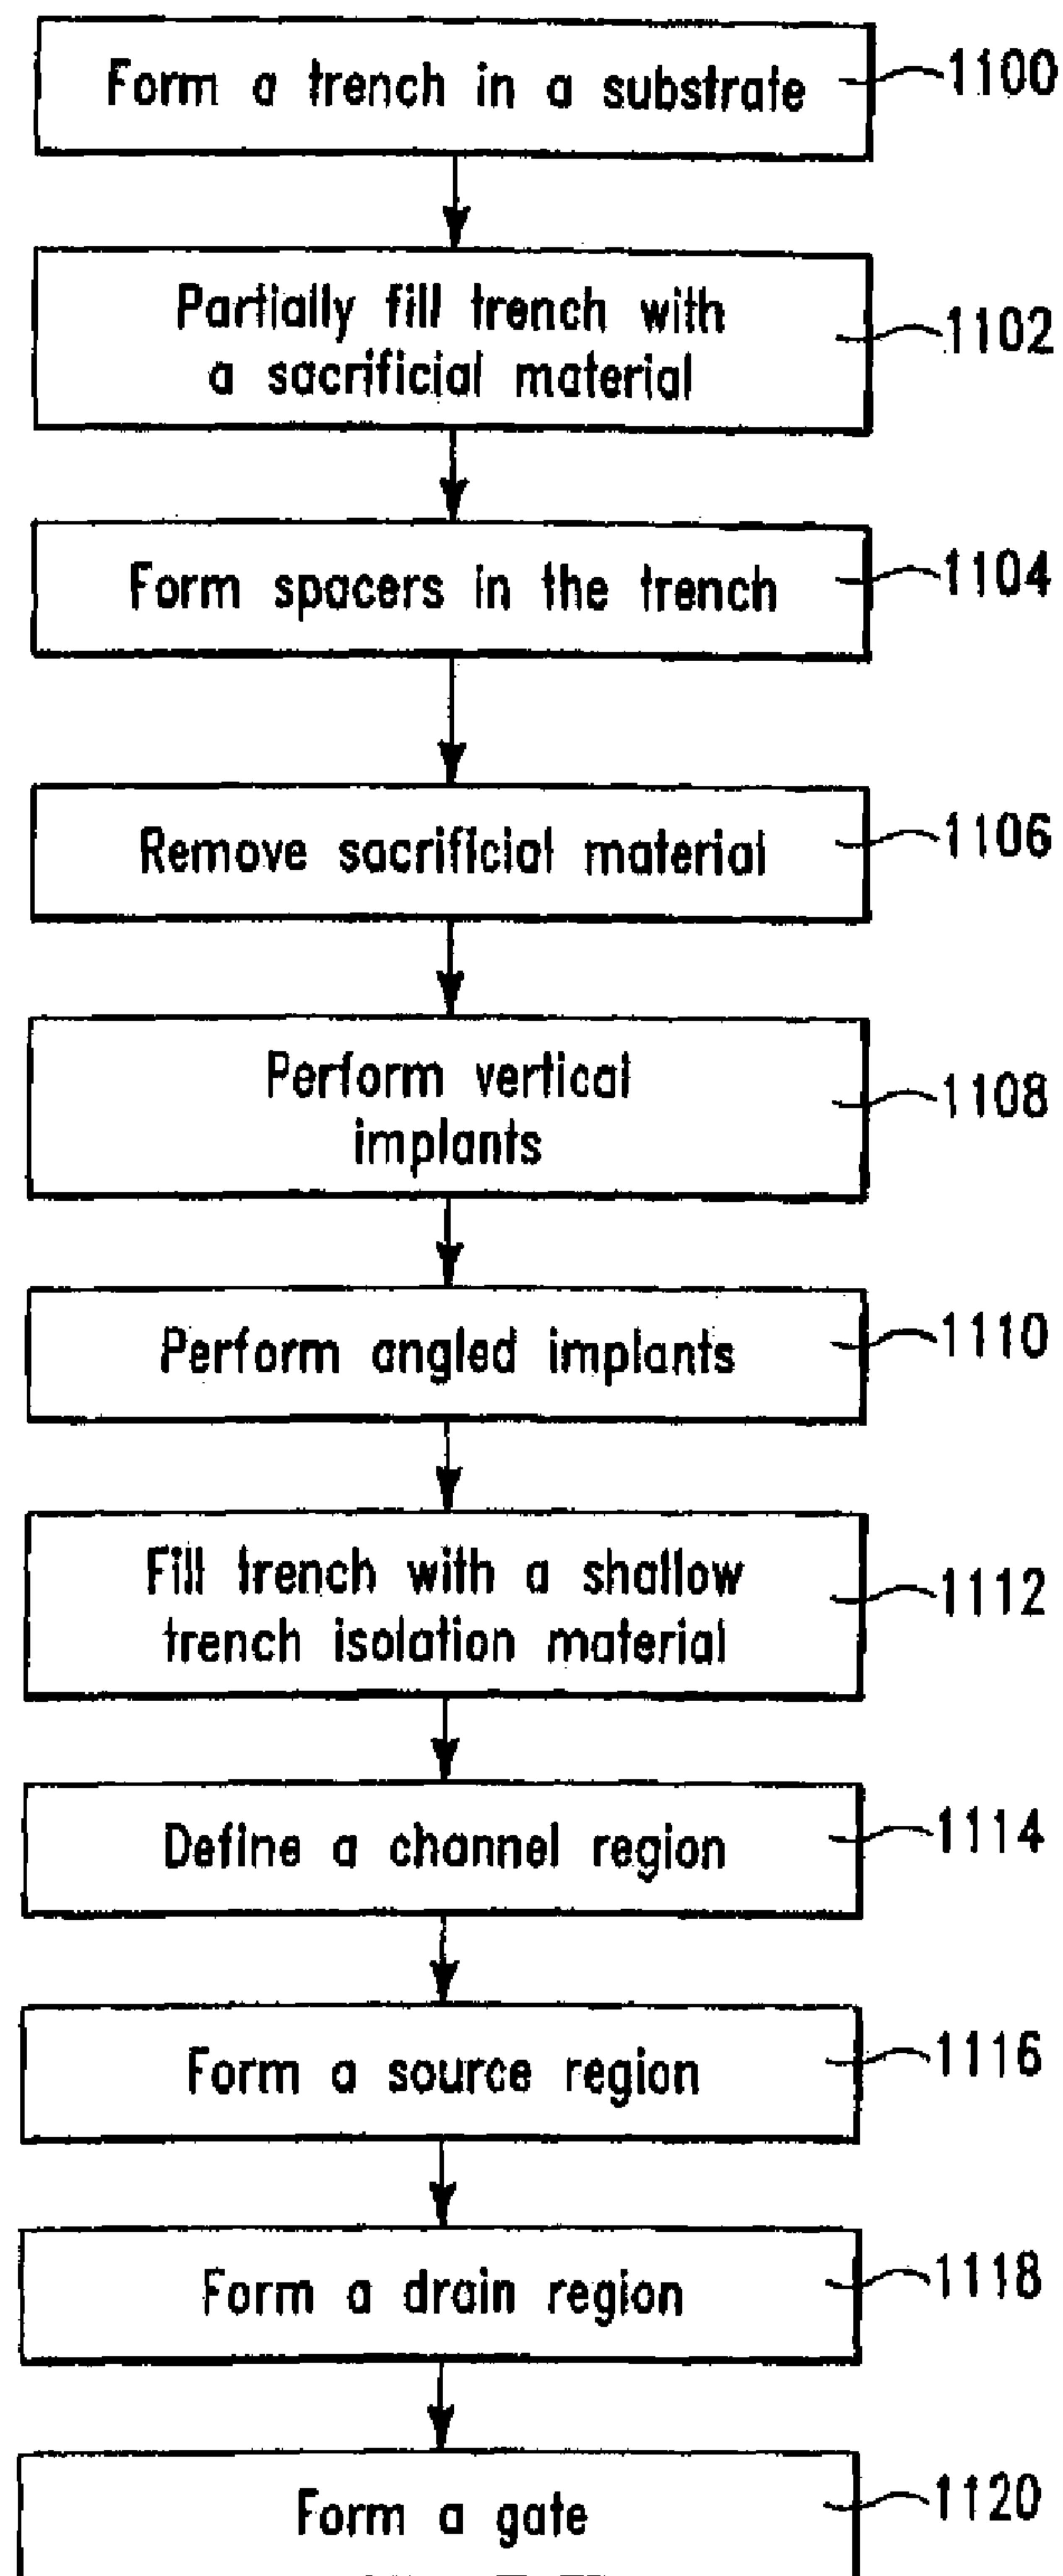 Form a trench in a substrate
1100
Partially fill trench with
a sacrificial material
1102
Form spacers in the trench
1104
Remove sacrificial material
1106
Perform vertical
implants
1108
Perform angled implants
1110
Fill trench with a shallow
trench isolation material
1112
Define a channel region
1114
Form a source region
1116
Form a drain region
1118
Form a gate
1120